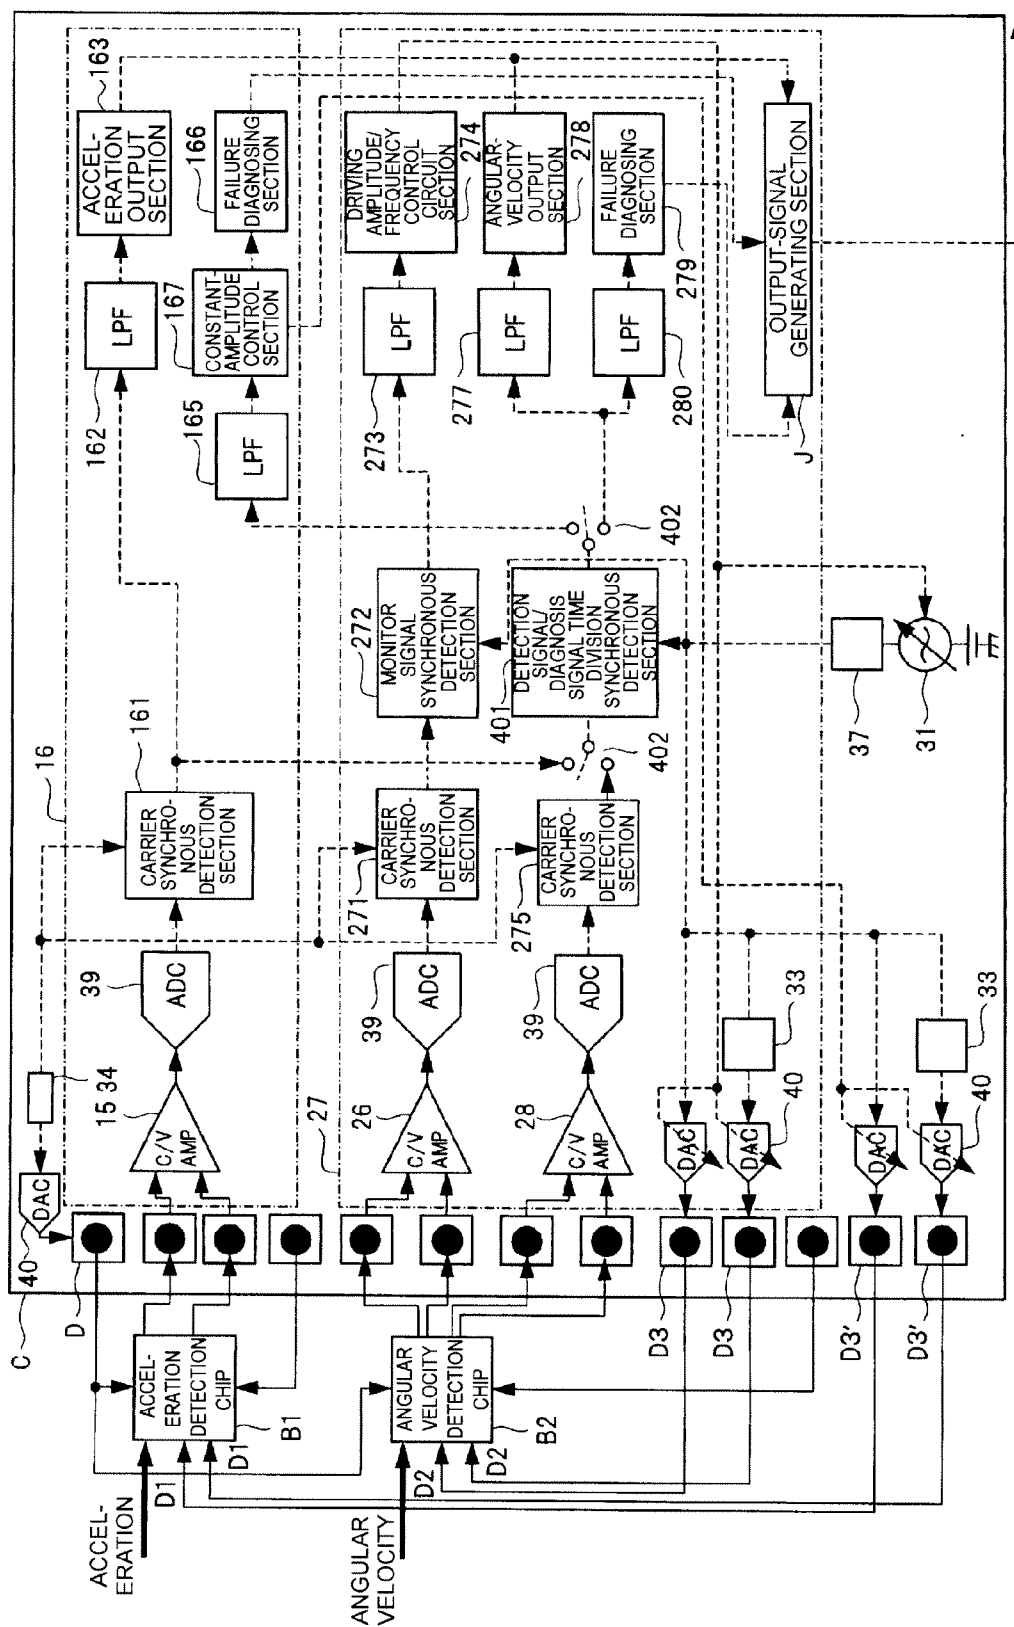 ACCEL-
ERATION
ANGULAR
VELOCITY
D1
D1
D2
D2
ACCEL-
ERATION
DETECTION
CHIP
B1
ANGULAR
VELOCITY
DETECTION
CHIP
B2
C
D
D3
D3
D3'
D3'
40
DAC
34
15
C/V
AMP
39
ADC
16
CARRIER
SYNCHRO-
NOUS
DETECTION
SECTION
161
162
LPF
ACCEL-
ERATION
OUTPUT
SECTION
163
165
LPF
CONSTANT-
AMPLITUDE
CONTROL
SECTION
167
FAILURE
DIAGNOSING
SECTION
166
27
26
C/V
AMP
39
ADC
271
CARRIER
SYNCHRO-
NOUS
DETECTION
SECTION
272
MONITOR
SIGNAL
SYNCHRONOUS
DETECTION
SECTION
273
LPF
DRIVING
AMPLITUDE/
FREQUENCY
CONTROL
CIRCUIT
SECTION
274
28
C/V
AMP
39
ADC
275
CARRIER
SYNCHRO-
NOUS
DETECTION
SECTION
402
401
DETECTION
SIGNAL/
DIAGNOSIS
SIGNAL TIME
DIVISION
SYNCHRONOUS
DETECTION
SECTION
402
277
LPF
ANGULAR-
VELOCITY
OUTPUT
SECTION
278
LPF
280
FAILURE
DIAGNOSING
SECTION
279
DAC
DAC
40
33
DAC
DAC
40
33
37
31
J
OUTPUT-SIGNAL
GENERATING SECTION